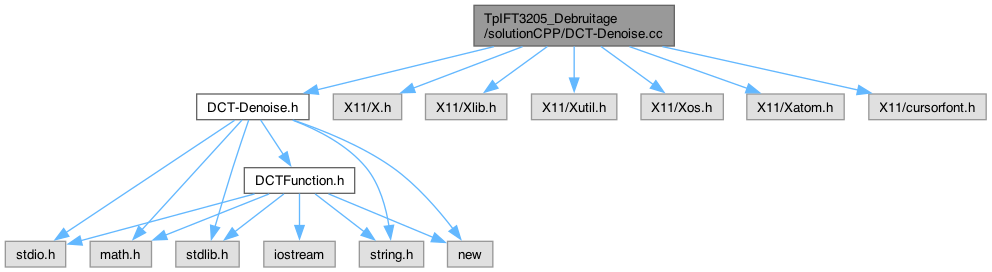 TpIFT3205_Debruitage
/solutionCPP/DCT-Denoise.cc
DCT-Denoise.h
X11/X.h
X11/Xlib.h
X11/Xutil.h
X11/Xos.h
X11/Xatom.h
X11/cursorfont.h
DCTFunction.h
stdio.h
math.h
stdlib.h
iostream
string.h
new